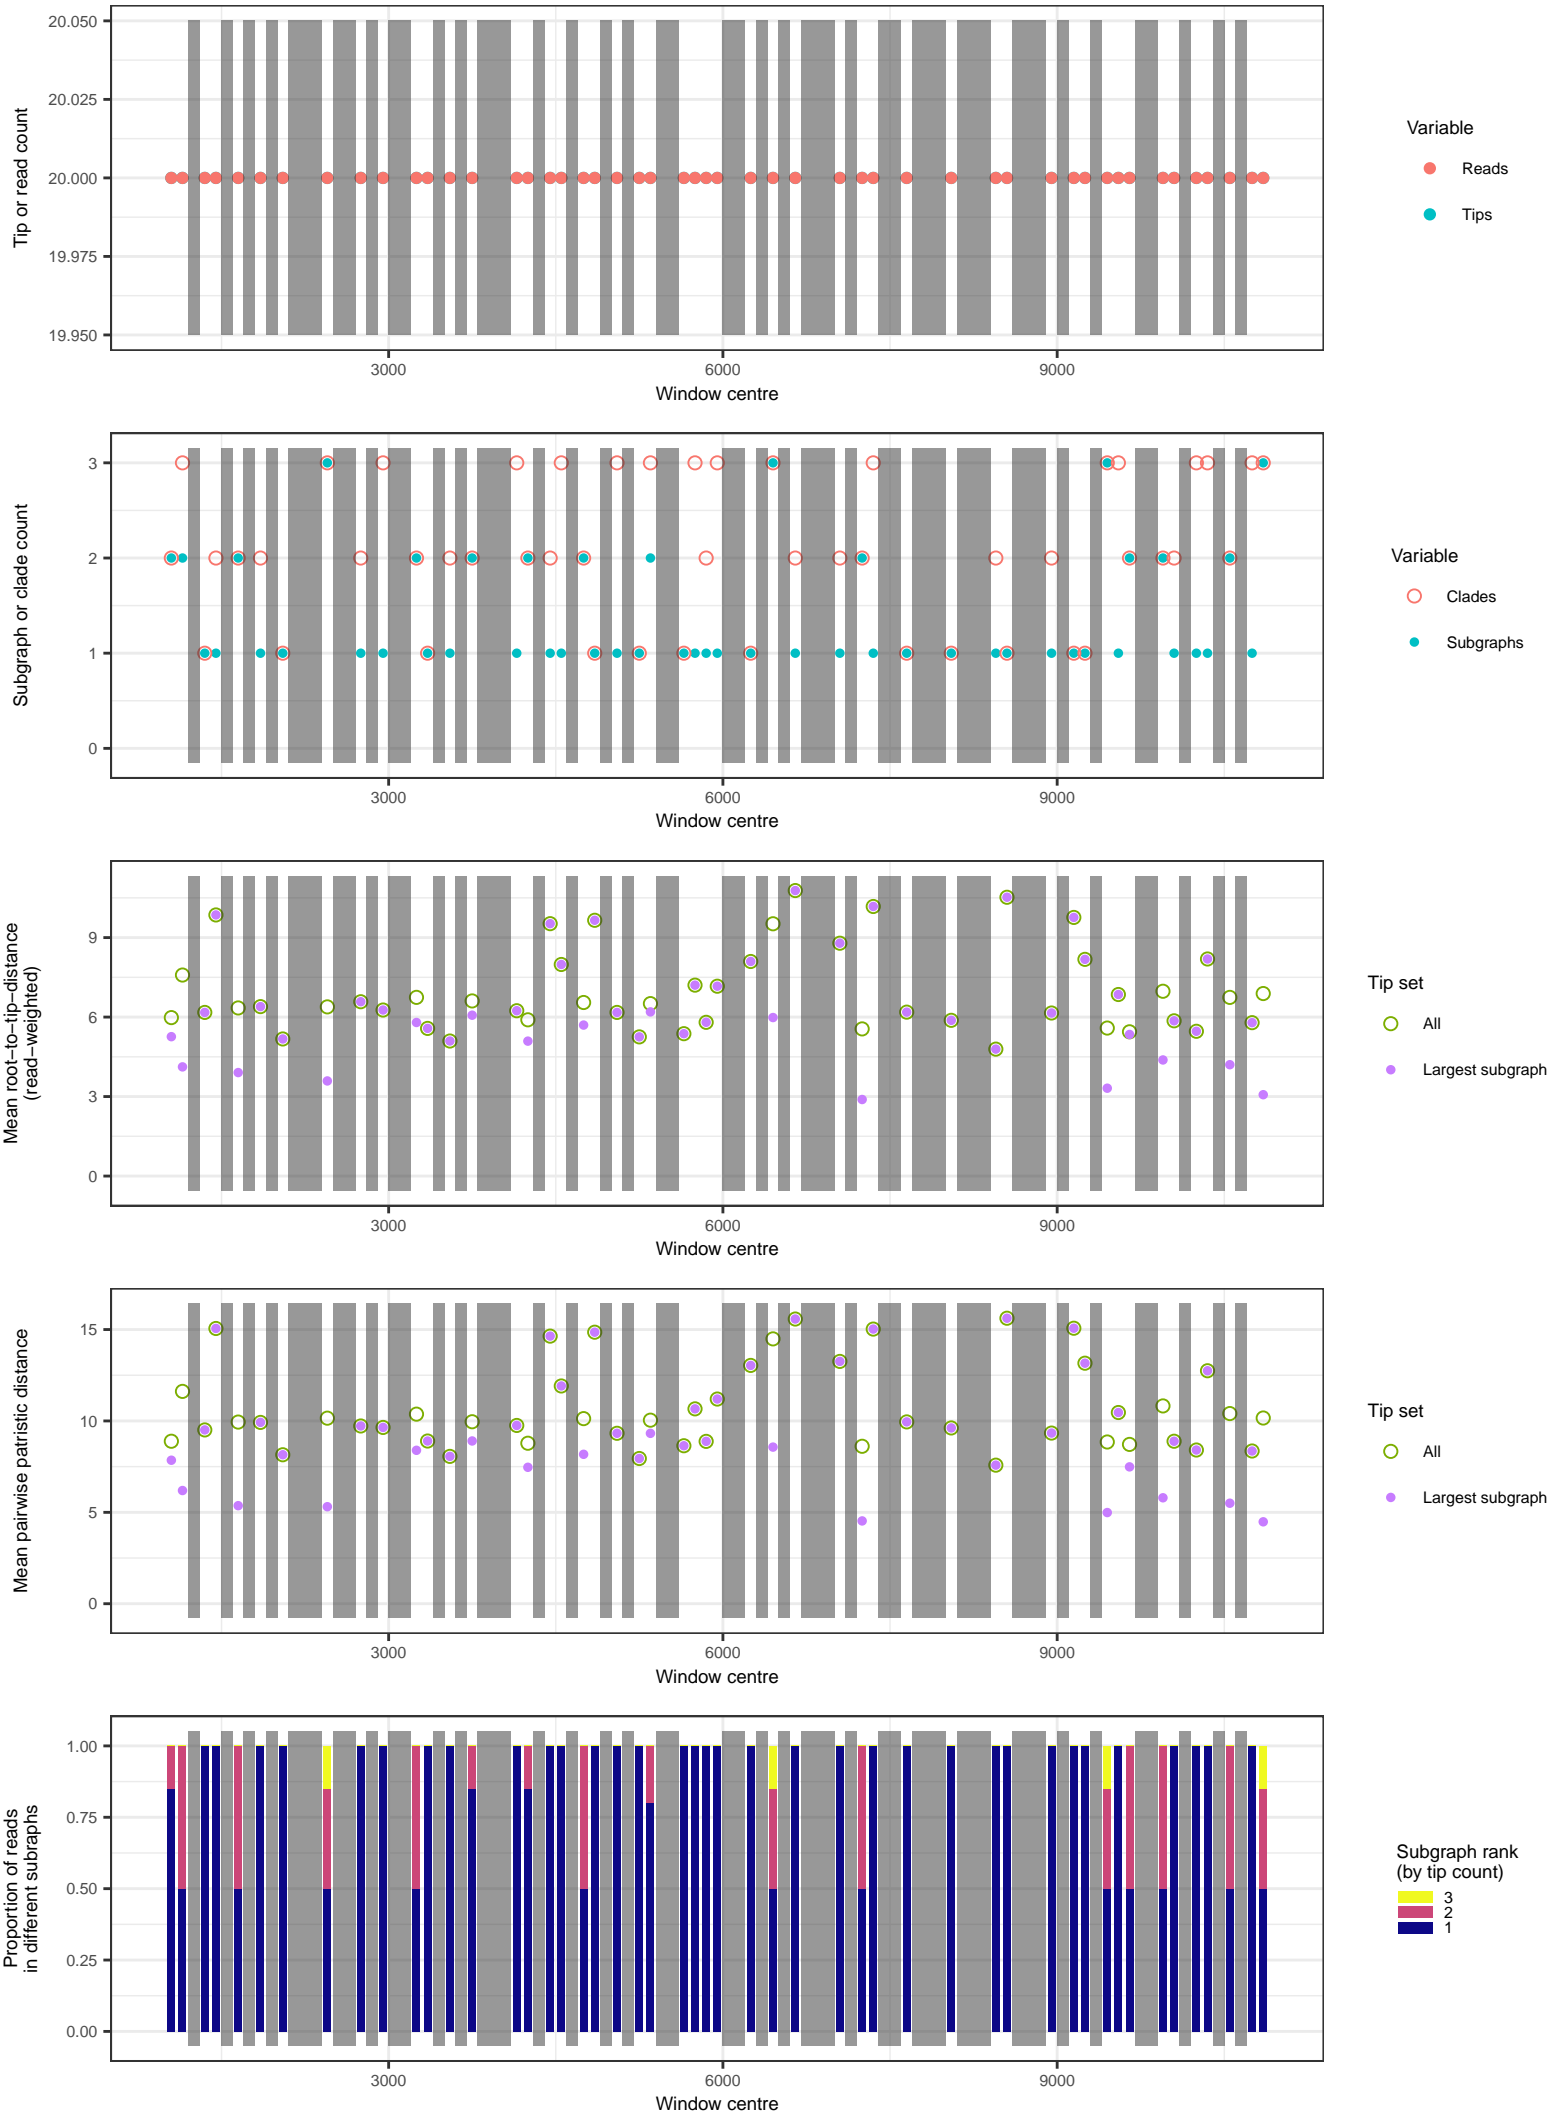 20.050
20.025
20.000
19.975
19.950
Tip or read count
3000 6000 9000
Window centre
Variable
Reads
Tips
3
2
1
0
Subgraph or clade count
3000 6000 9000
Window centre
Variable
Clades
Subgraphs
9
6
3
0
Mean root−to−tip−distance
(read−weighted)
3000 6000 9000
Window centre
Tip set
All
Largest subgraph
15
10
5
0
Mean pairwise patristic distance
3000 6000 9000
Window centre
Tip set
All
Largest subgraph
1.00
0.75
0.50
0.25
0.00
Proportion of reads
in different subraphs
3000 6000 9000
Window centre
Subgraph rank
(by tip count)
3
2
1